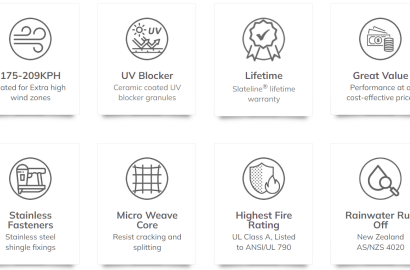 175-209KPH
UV Blocker
Lifetime
Great Value
ated for Extra high
wind zones
Ceramic coated UV
blocker granules
Slateline® lifetime
warranty
Performance at a
cost-effective price
UV
Stainless
Fasteners
Micro Weave
Core
Highest Fire
Rating
Rainwater Ru
Off
Stainless steel
shingle fixings
Resist cracking and
splitting
UL Class A, Listed
to ANSI/UL 790
New Zealand
AS/NZS 4020